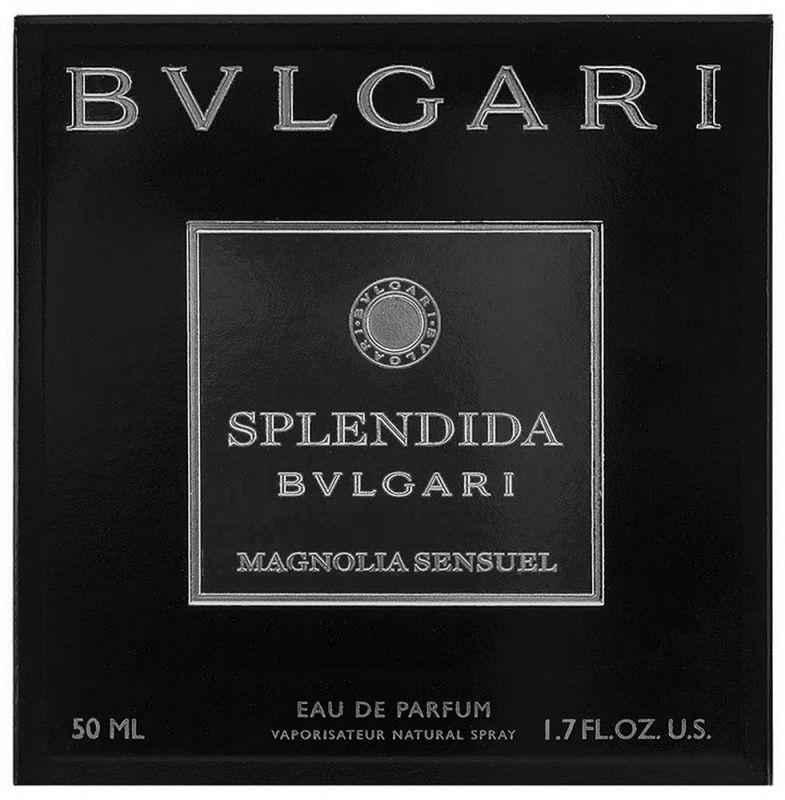 BVLGARI
BVLGARI • BVLGARI •
SPLENDIDA
BVLGARI
MAGNOLIA SENSUEL
EAU DE PARFUM
VAPORISATEUR NATURAL SPRAY
50 ML
1.7 FL.OZ. U.S.